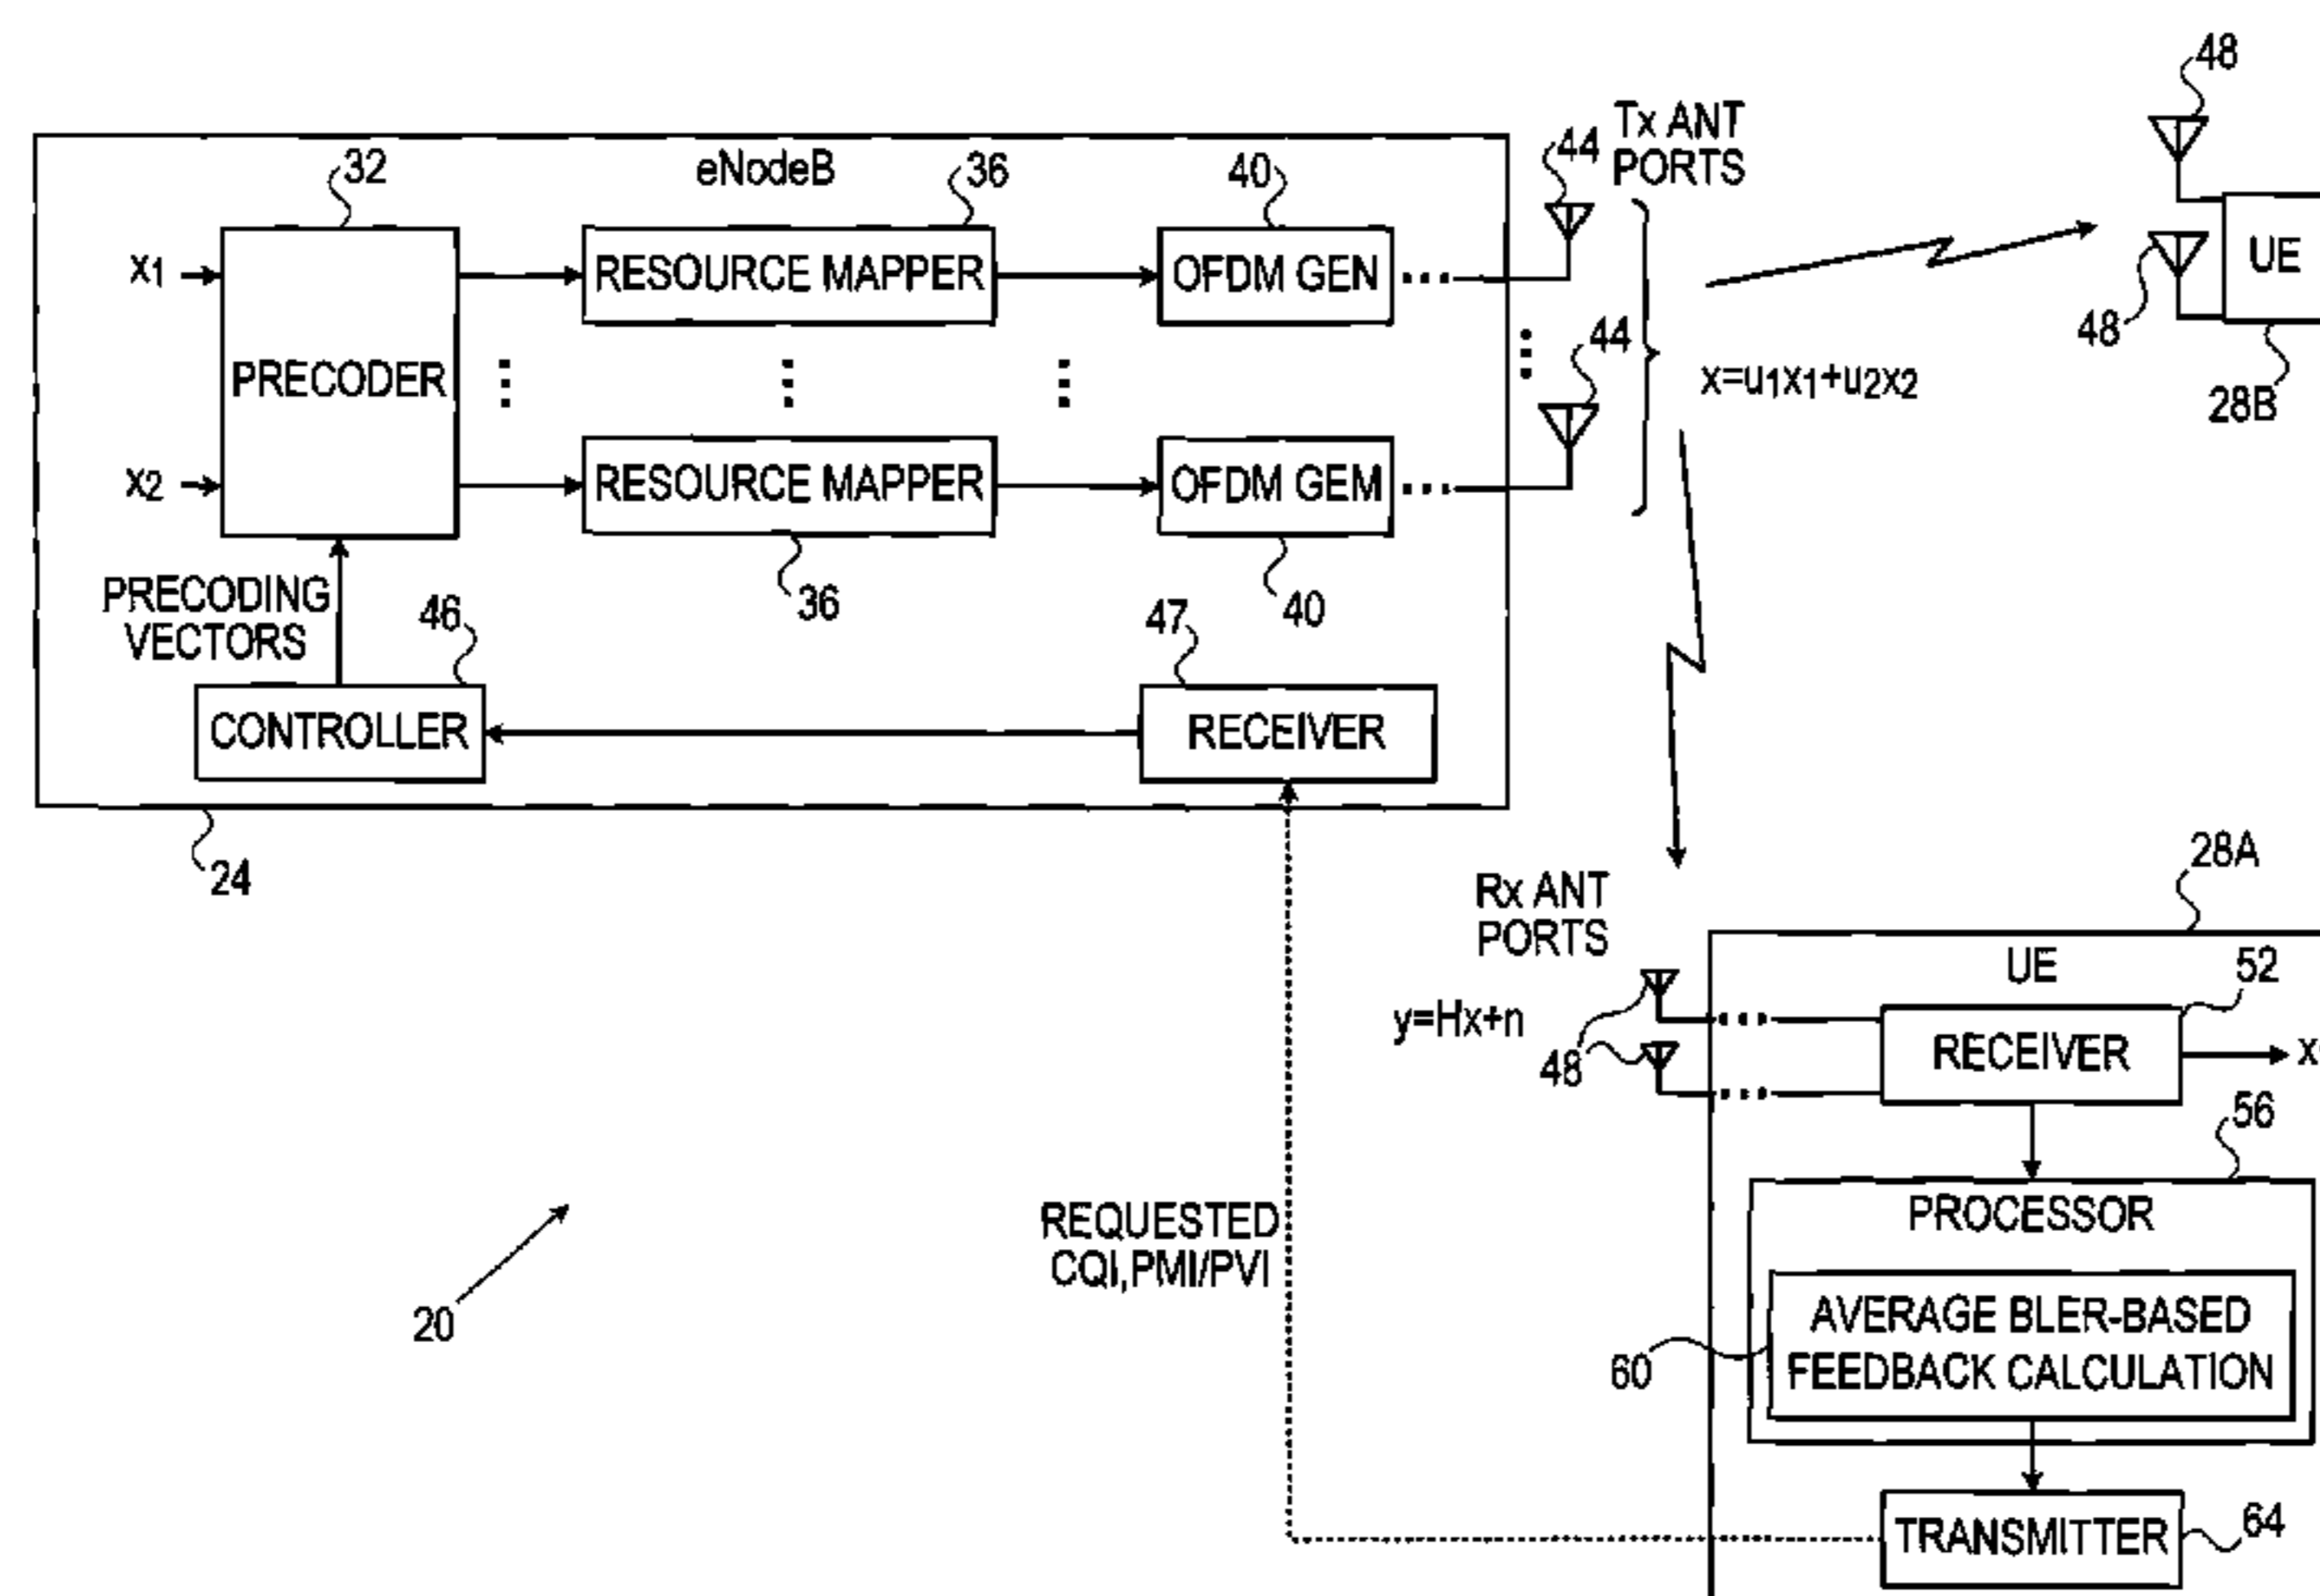 48
Tx ANT
PORTS
44
32
eNodeB
36
40
x1
RESOURCE MAPPER
OFDM GEN
UE
48
44
PRECODER
x=u1x1+u2x2
28B
x2
RESOURCE MAPPER
OFDM GEM
PRECODING
VECTORS
46
36
40
47
CONTROLLER
RECEIVER
24
28A
Rx ANT
PORTS
UE
52
y=Hx+n
RECEIVER
48
56
PROCESSOR
REQUESTED
CQI,PMI/PVI
20
AVERAGE BLER-BASED
FEEDBACK CALCULATION
60
TRANSMITTER
64